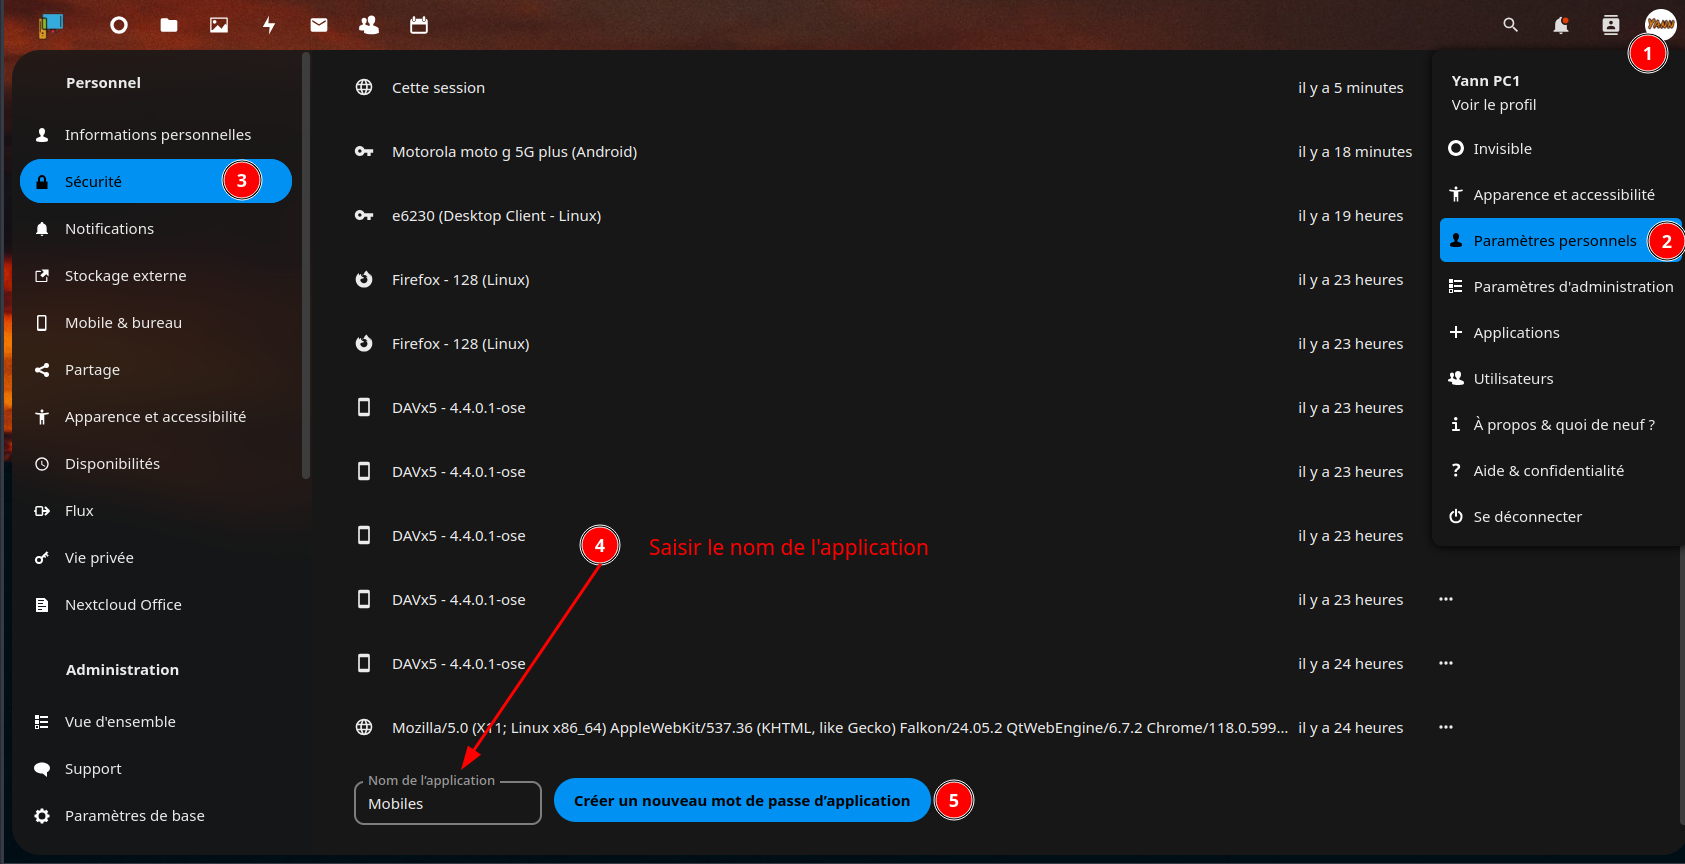 Yann
1
Personnel
Informations personnelles
Sécurité
3
Notifications
Stockage externe
Mobile & bureau
Partage
Apparence et accessibilité
Disponibilités
Flux
Vie privée
Nextcloud Office
Administration
Vue d'ensemble
Support
Paramètres de base
Cette session il y a 5 minutes
Motorola moto g 5G plus (Android) il y a 18 minutes
e6230 (Desktop Client - Linux) il y a 19 heures
Firefox - 128 (Linux) il y a 23 heures
Firefox - 128 (Linux) il y a 23 heures
DAVx5 - 4.4.0.1-ose il y a 23 heures
DAVx5 - 4.4.0.1-ose il y a 23 heures
DAVx5 - 4.4.0.1-ose il y a 23 heures
4 Saisir le nom de l'application
DAVx5 - 4.4.0.1-ose il y a 23 heures
DAVx5 - 4.4.0.1-ose il y a 24 heures
Mozilla/5.0 (X11; Linux x86_64) AppleWebKit/537.36 (KHTML, like Gecko) Falkon/24.05.2 QtWebEngine/6.7.2 Chrome/118.0.599... il y a 24 heures
Nom de l'application
Mobiles
Créer un nouveau mot de passe d'application 5
Yann PC1
Voir le profil
Invisible
Apparence et accessibilité
Paramètres personnels 2
Paramètres d'administration
Applications
Utilisateurs
À propos & quoi de neuf ?
Aide & confidentialité
Se déconnecter